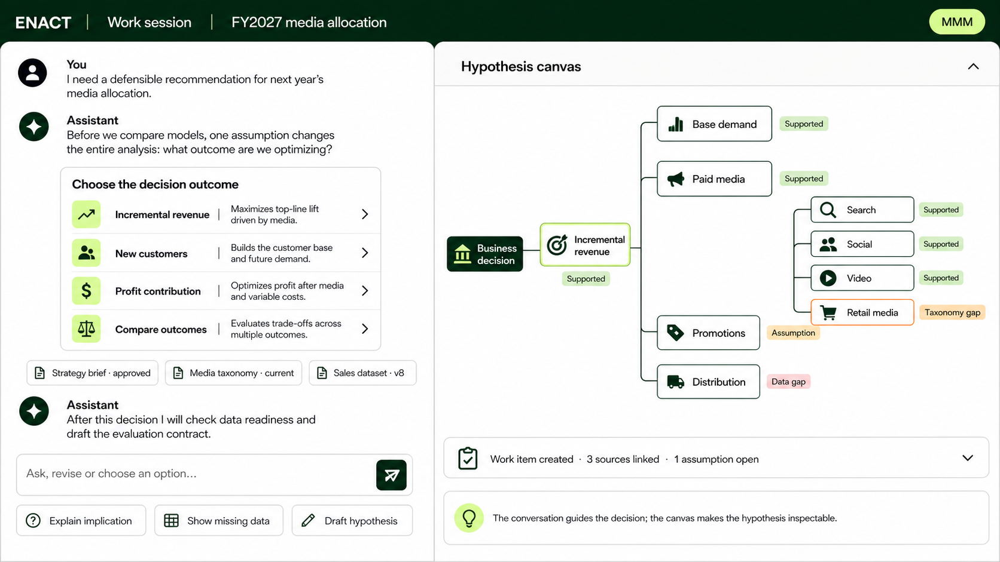 ENACT
Work session
FY2027 media allocation
MMM
You
I need a defensible recommendation for next year’s
media allocation.
Assistant
Before we compare models, one assumption changes
the entire analysis: what outcome are we optimizing?
Choose the decision outcome
Incremental revenue
Maximizes top-line lift
driven by media.
New customers
Builds the customer base
and future demand.
Profit contribution
Optimizes profit after media
and variable costs.
Compare outcomes
Evaluates trade-offs across
multiple outcomes.
Strategy brief · approved
Media taxonomy · current
Sales dataset · v8
Assistant
After this decision I will check data readiness and
draft the evaluation contract.
Ask, revise or choose an option...
Explain implication
Show missing data
Draft hypothesis
Hypothesis canvas
Business
decision
Incremental
revenue
Supported
Base demand
Supported
Paid media
Supported
Search
Supported
Social
Supported
Video
Supported
Retail media
Taxonomy gap
Promotions
Assumption
Distribution
Data gap
Work item created · 3 sources linked · 1 assumption open
The conversation guides the decision; the canvas makes the hypothesis inspectable.